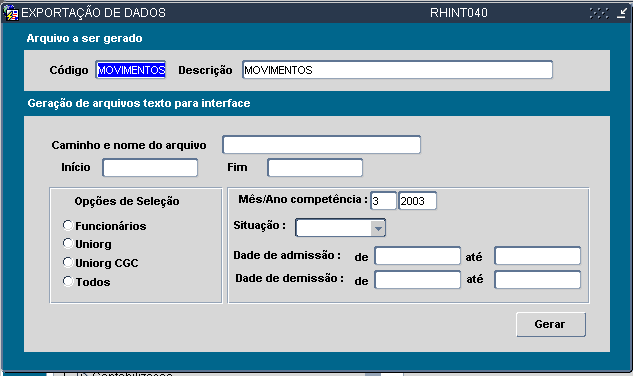 EXPORTAÇÃO DE DADOS RHINT040
Arquivo a ser gerado
Código MOVIMENTOS Descrição MOVIMENTOS
Geração de arquivos texto para interface
Caminho e nome do arquivo
Início Fim
Opções de Seleção
Funcionários
Uniorg
Uniorg CGC
Todos
Mês/Ano competência : 3 2003
Situação :
Dade de admissão : de até
Dade de demissão : de até
Gerar